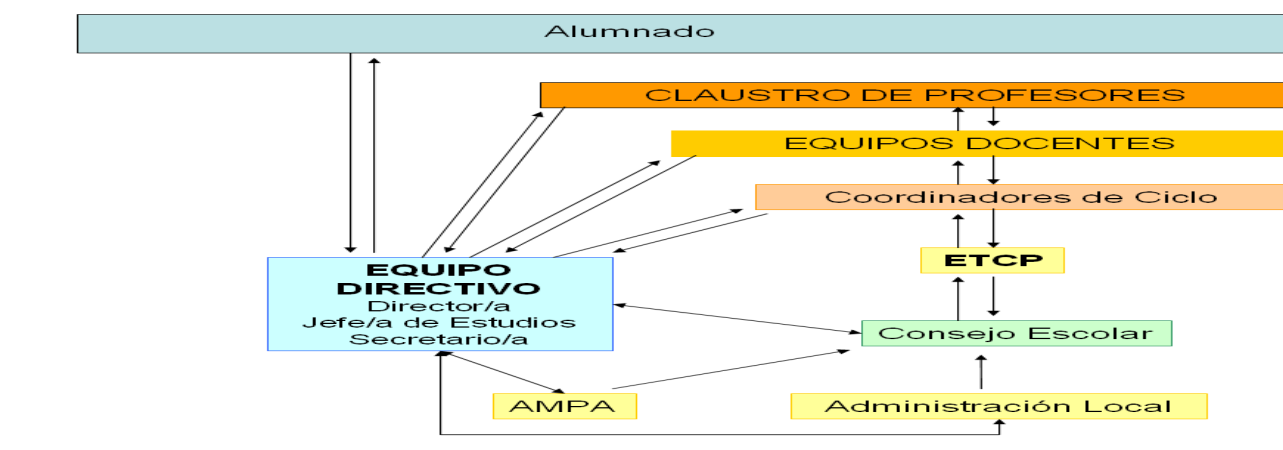 Alumnado
CLAUSTRO DE PROFESORES
EQUIPOS DOCENTES
Coordinadores de Ciclo
ETCP
EQUIPO
DIRECTIVO
Director/a
Jefe/a de Estudios
Secretario/a
Consejo Escolar
AMPA
Administración Local